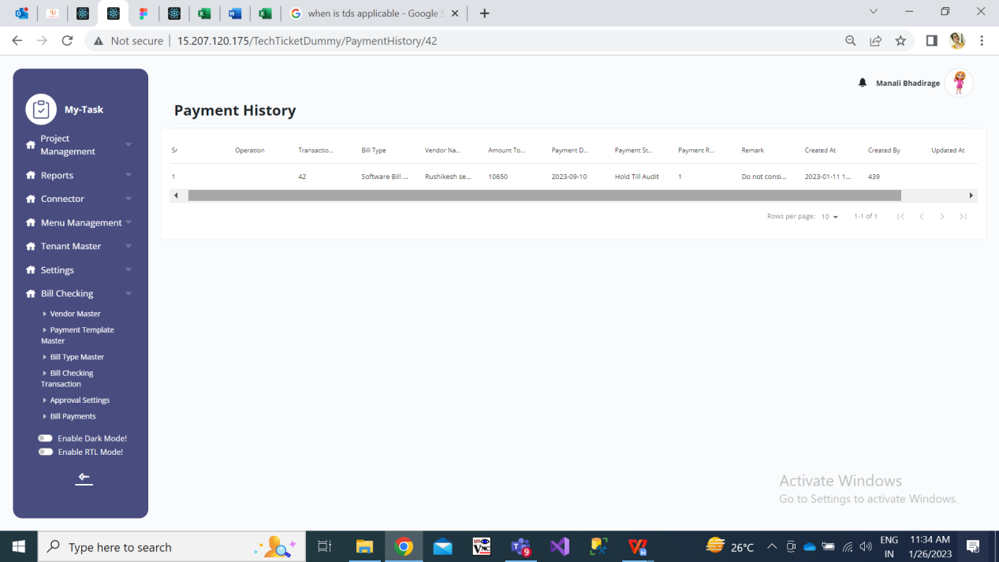 when is tds applicable - Google S
Not secure
15.207.120.175/TechTicketDummy/PaymentHistory/42
My-Task
Project
Management
Reports
Connector
Menu Management
Tenant Master
Settings
Bill Checking
Vendor Master
Payment Template
Master
Bill Type Master
Bill Checking
Transaction
Approval Settings
Bill Payments
Enable Dark Mode!
Enable RTL Mode!
Manali Bhadirage
Payment History
Sr Operation Transactio... Bill Type Vendor Na... Amount To... Payment D... Payment St... Payment R... Remark Created At Created By Updated At
1 42 Software Bill ... Rushikesh se... 10650 2023-09-10 Hold Till Audit 1 Do not consi... 2023-01-11 1... 439
Rows per page: 10 1-1 of 1
Activate Windows
Go to Settings to activate Windows.
Type here to search
9
26°C
ENG
IN
11:34 AM
1/26/2023